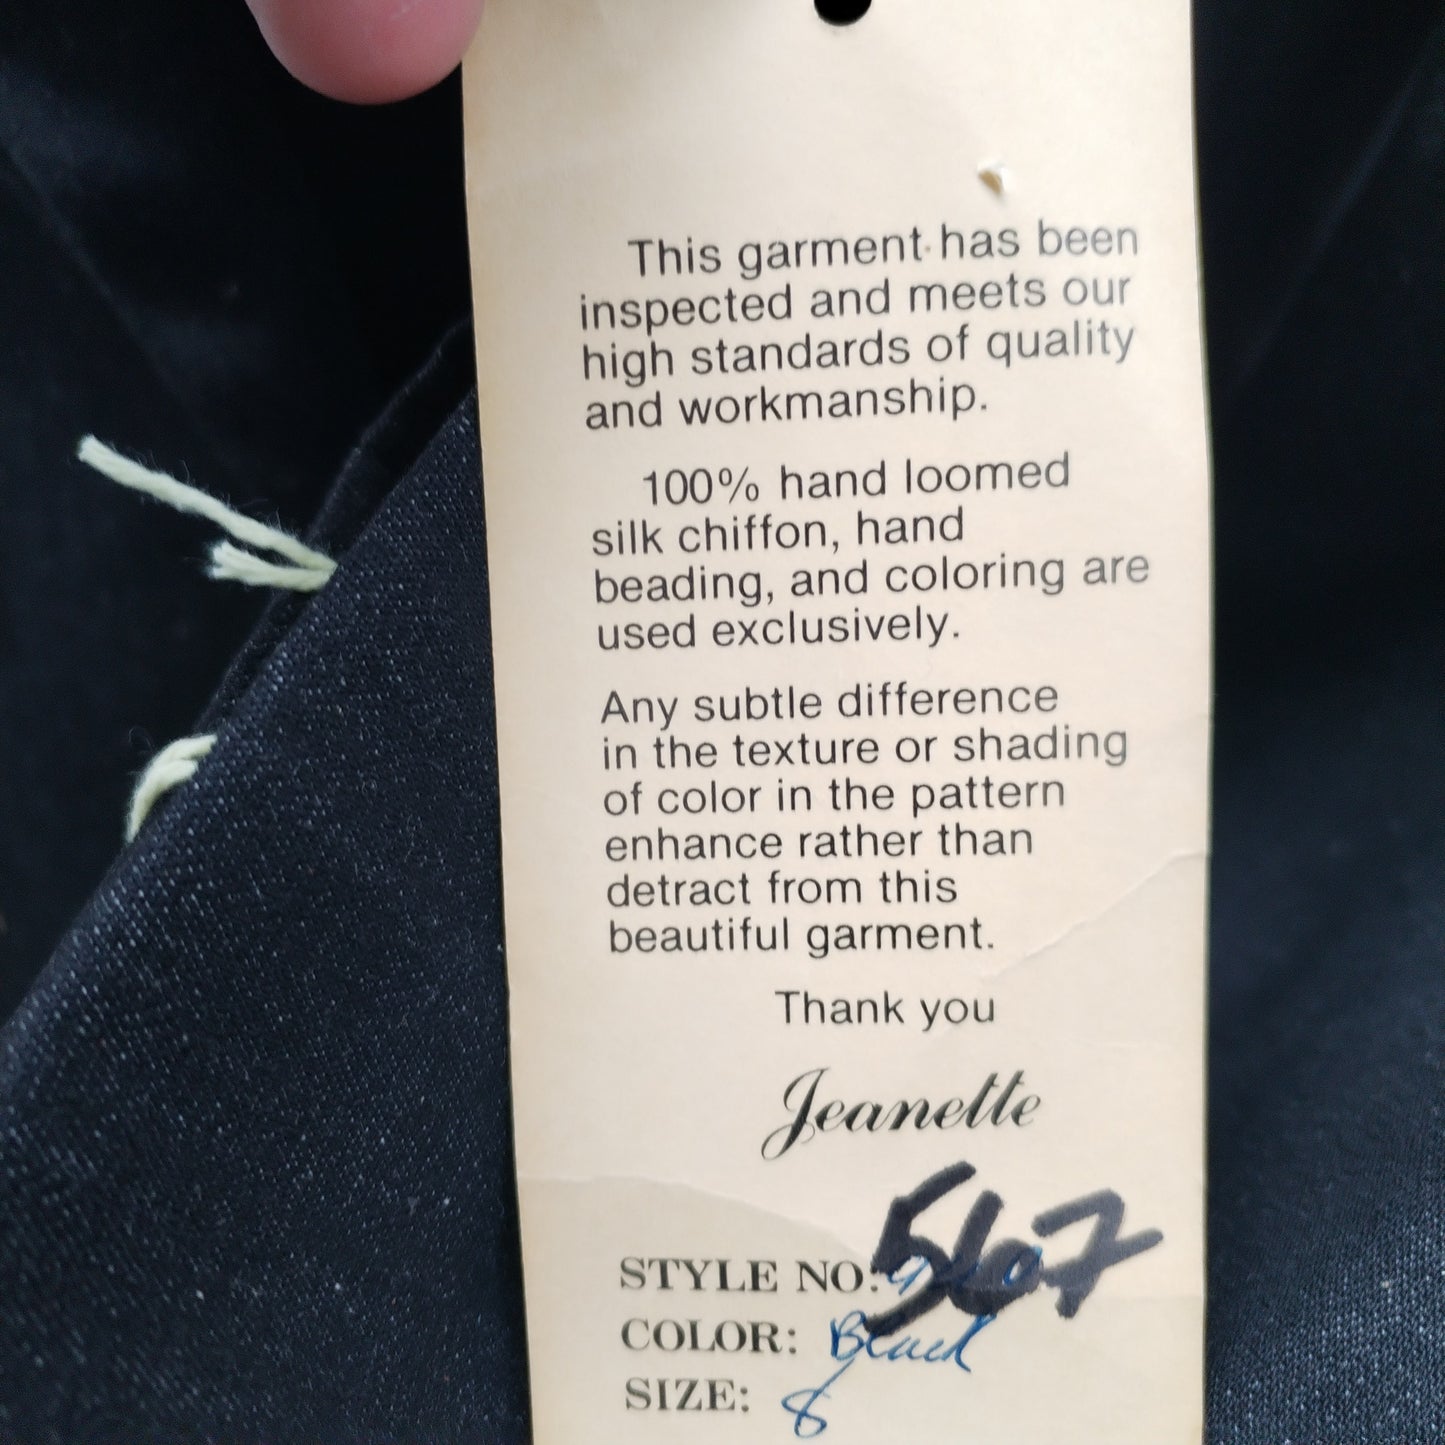 This garment has been
inspected and meets our
high standards of quality
and workmanship.
100% hand loomed
silk chiffon, hand
beading, and coloring are
used exclusively.
Any subtle difference
in the texture or shading
of color in the pattern
enhance rather than
detract from this
beautiful garment.
Thank you
Jeanette
STYLE NO: 567
COLOR: Black
SIZE: 8